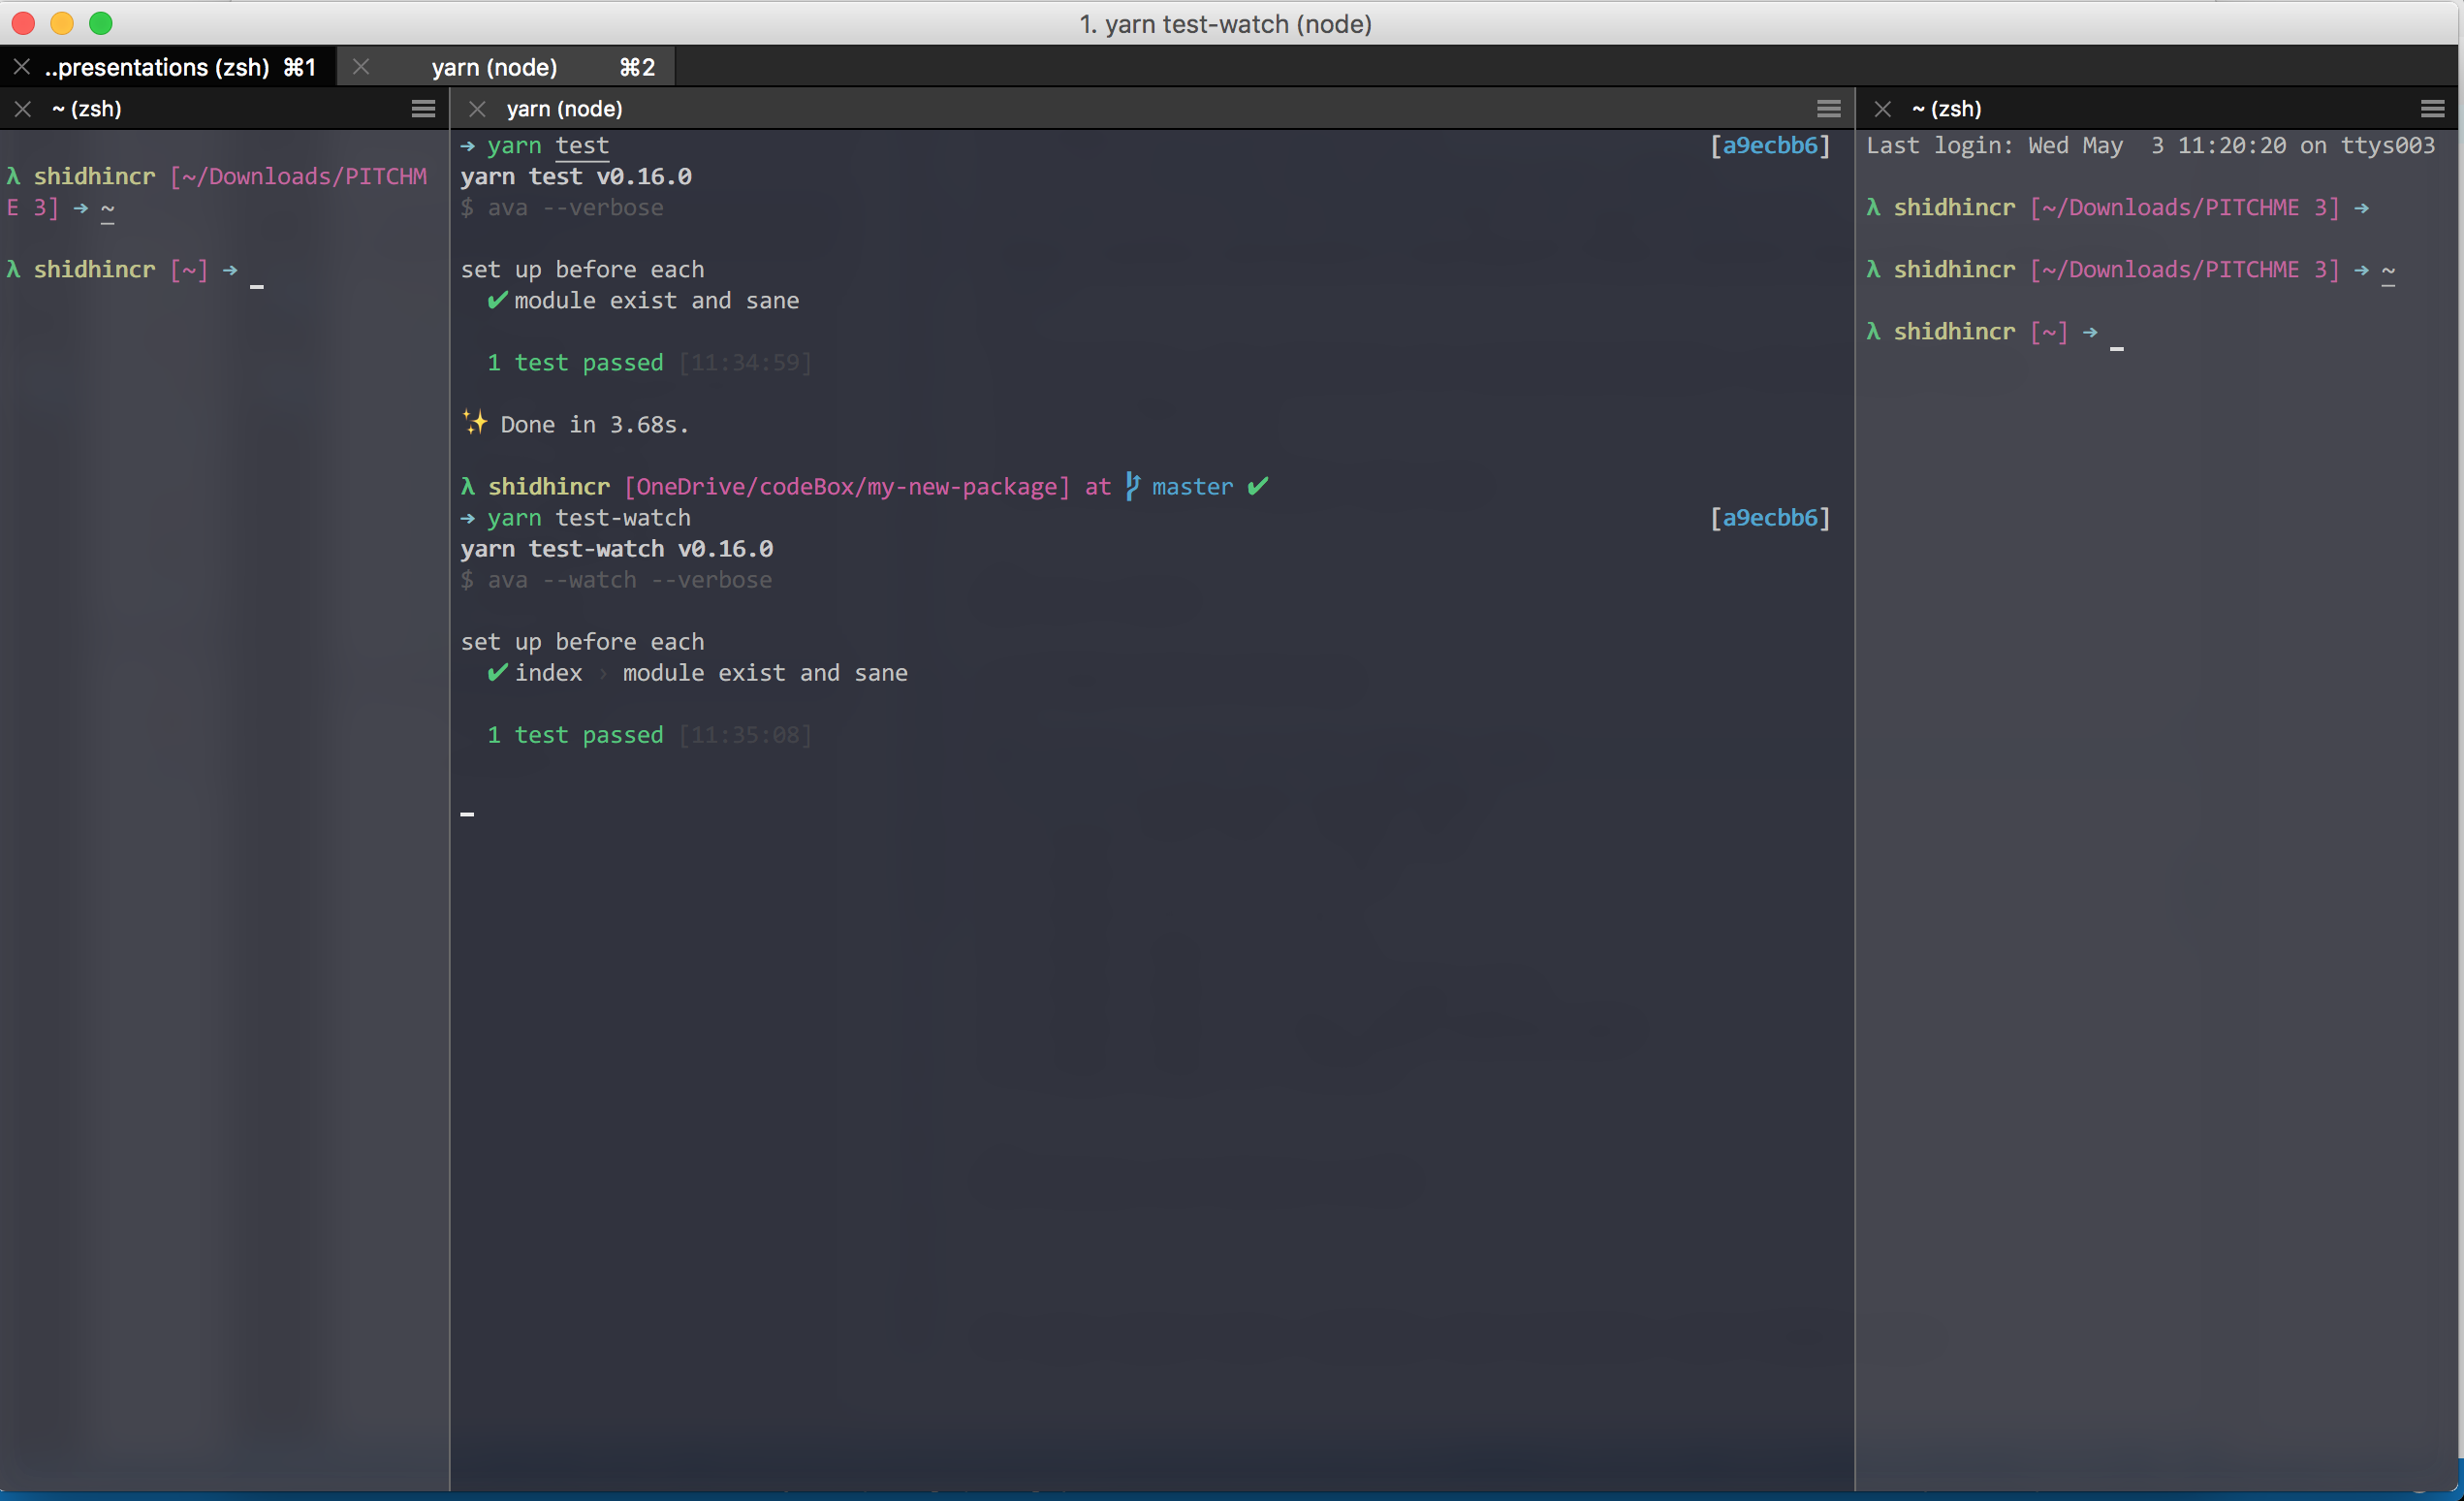 1. yarn test-watch (node)
..presentations (zsh) ⌘1
yarn (node) ⌘2
~ (zsh)
λ shidhincr [~/Downloads/PITCHM
E 3] → ~
λ shidhincr [~] → _
yarn (node)
→ yarn test [a9ecbb6]
yarn test v0.16.0
$ ava --verbose
set up before each
✔ module exist and sane
1 test passed [11:34:59]
✨ Done in 3.68s.
λ shidhincr [OneDrive/codeBox/my-new-package] at master ✔
→ yarn test-watch [a9ecbb6]
yarn test-watch v0.16.0
$ ava --watch --verbose
set up before each
✔ index › module exist and sane
1 test passed [11:35:08]
_
~ (zsh)
Last login: Wed May  3 11:20:20 on ttys003
λ shidhincr [~/Downloads/PITCHME 3] →
λ shidhincr [~/Downloads/PITCHME 3] → ~
λ shidhincr [~] → _